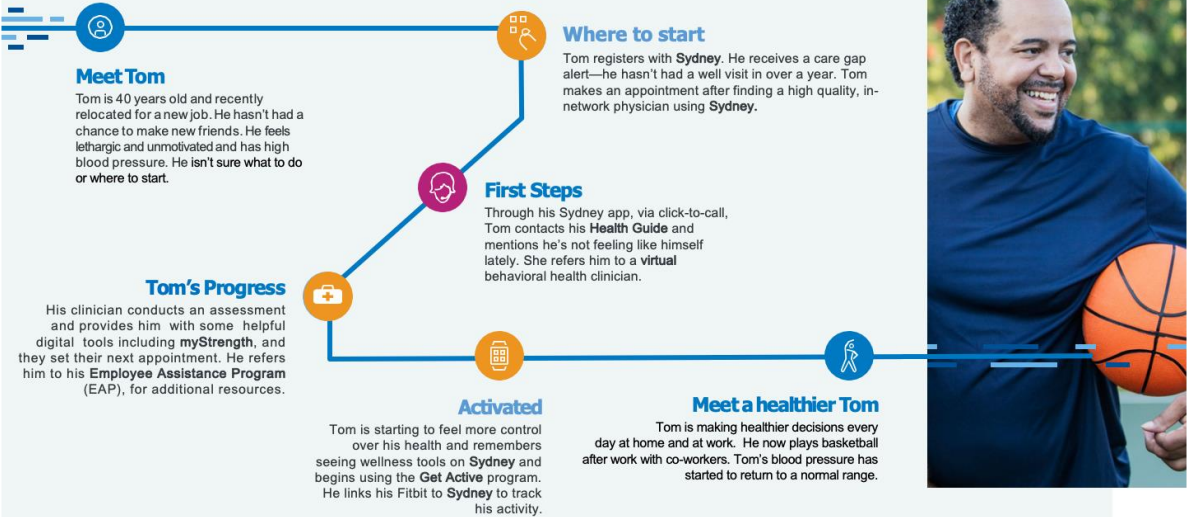 Meet Tom
Tom is 40 years old and recently
relocated for a new job. He hasn't had a
chance to make new friends. He feels
lethargic and unmotivated and has high
blood pressure. He isn't sure what to do
or where to start.
Where to start
Tom registers with Sydney. He receives a care gap
alert—he hasn't had a well visit in over a year. Tom
makes an appointment after finding a high quality, in-
network physician using Sydney.
First Steps
Through his Sydney app, via click-to-call,
Tom contacts his Health Guide and
mentions he's not feeling like himself
lately. She refers him to a virtual
behavioral health clinician.
Tom's Progress
His clinician conducts an assessment
and provides him with some helpful
digital tools including myStrength, and
they set their next appointment. He refers
him to his Employee Assistance Program
(EAP), for additional resources.
Activated
Tom is starting to feel more control
over his health and remembers
seeing wellness tools on Sydney and
begins using the Get Active program.
He links his Fitbit to Sydney to track
his activity.
Meet a healthier Tom
Tom is making healthier decisions every
day at home and at work. He now plays basketball
after work with co-workers. Tom's blood pressure has
started to return to a normal range.